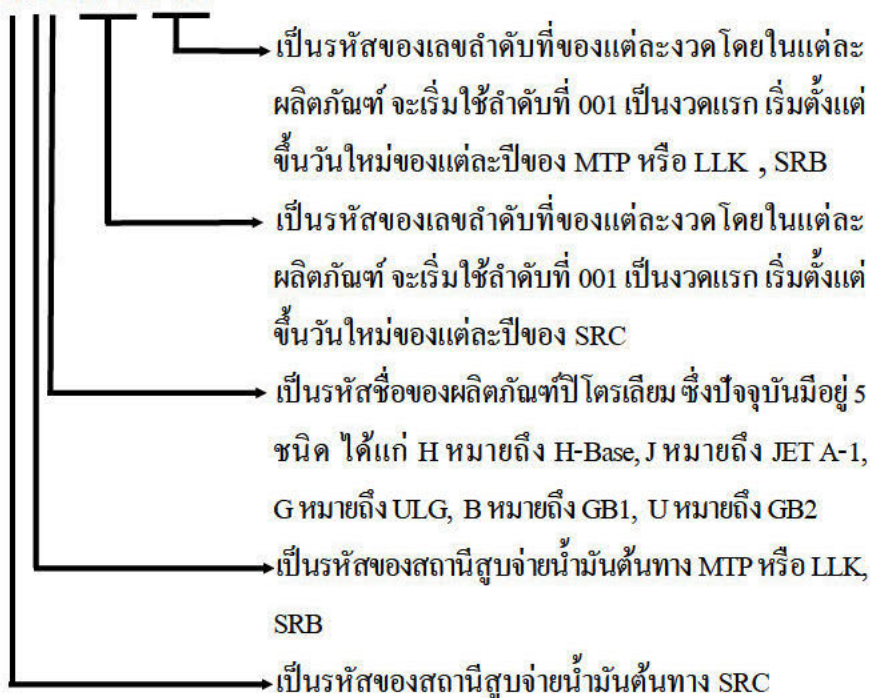 เป็นรหัสของเลขลำดับที่ของแต่ละงวดโดยในแต่ละ
ผลิตภัณฑ์ จะเริ่มใช้ลำดับที่ 001 เป็นงวดแรก เริ่มตั้งแต่
ขึ้นวันใหม่ของแต่ละปีของ MTP หรือ LLK , SRB
เป็นรหัสของเลขลำดับที่ของแต่ละงวดโดยในแต่ละ
ผลิตภัณฑ์ จะเริ่มใช้ลำดับที่ 001 เป็นงวดแรก เริ่มตั้งแต่
ขึ้นวันใหม่ของแต่ละปีของ SRC
เป็นรหัสชื่อของผลิตภัณฑ์ปิโตรเลียม ซึ่งปัจจุบันมีอยู่ 5
ชนิด ได้แก่ H หมายถึง H-Base, J หมายถึง JET A-1,
G หมายถึง ULG, B หมายถึง GB1, U หมายถึง GB2
เป็นรหัสของสถานีสูบจ่ายน้ำมันต้นทาง MTP หรือ LLK,
SRB
เป็นรหัสของสถานีสูบจ่ายน้ำมันต้นทาง SRC